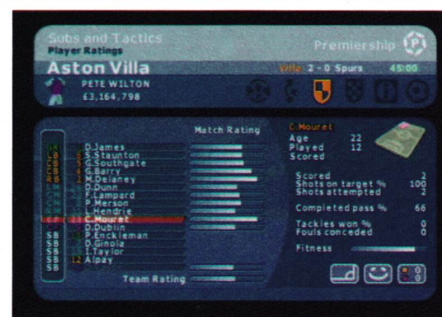 Subs and Tactics
Player Ratings
Premiership
Aston Villa
Villa 2 - 0 Spurs 45:00
PETE WILTON
£3,164,798
Match Rating
D.James
S.Staunton
G.Southgate
G.Barry
M.Delaney
D.Dunn
F.Lampard
P.Merson
L.Hendrie
C.Mouret
D.Dublin
SB P.Enckleman
SB D.Ginola
SB I.Taylor
SB 12 Alpay
SB
Team Rating
C.Mouret
Age 22
Played 12
Scored
Scored 2
Shots on target % 100
Shots attempted 2
Completed pass % 66
Tackles won % 0
Fouls conceded 0
Fitness